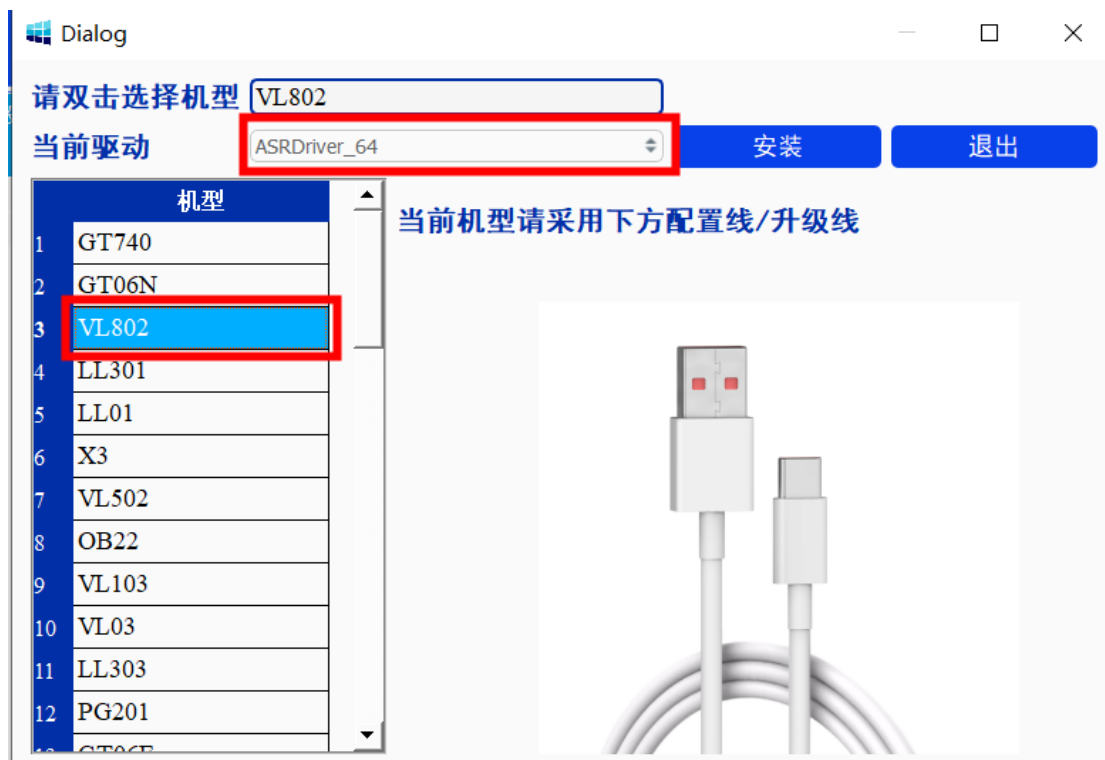 Dialog
请双击选择机型 VL802
当前驱动 ASRDriver_64 安装 退出
机型
当前机型请采用下方配置线/升级线
1 GT740
2 GT06N
3 VL802
4 LL301
5 LL01
6 X3
7 VL502
8 OB22
9 VL103
10 VL03
11 LL303
12 PG201